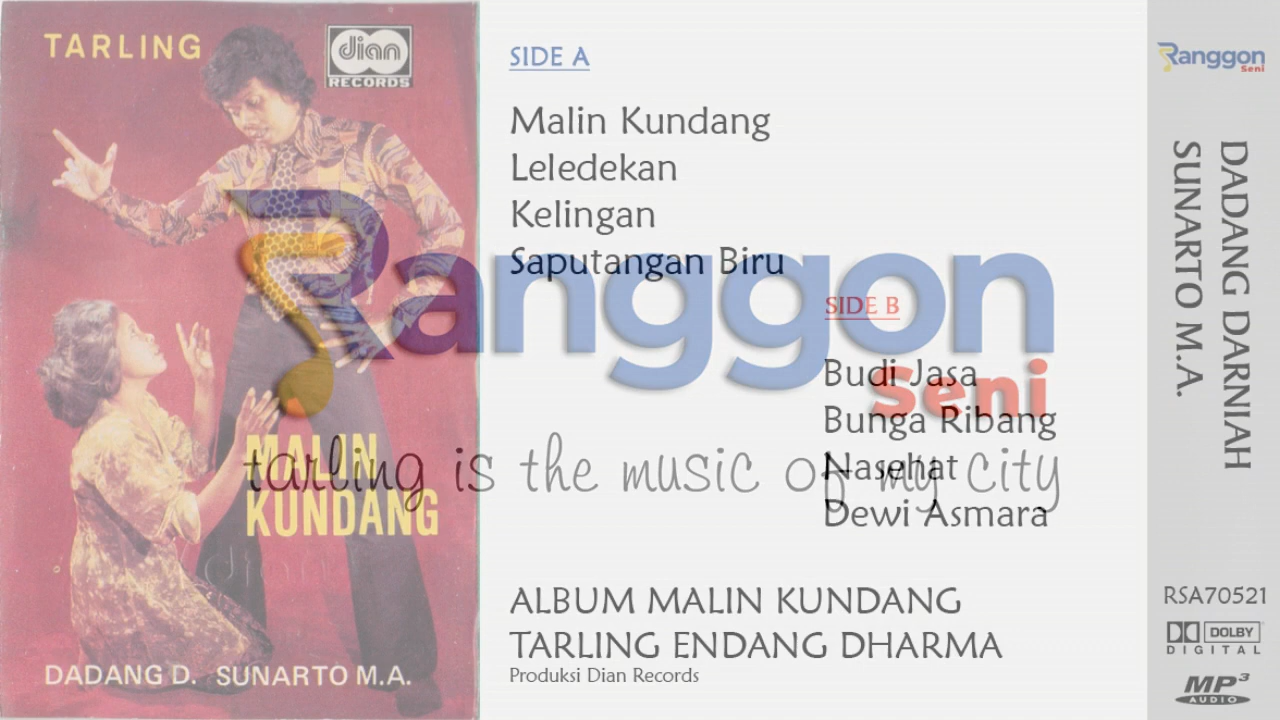 TARLING
dian
RECORDS
MALIN
KUNDANG
DADANG D. SUNARTO M.A.
SIDE A
Malin Kundang
Leledekan
Kelingan
Saputangan Biru
SIDE B
Budi Jasa
Bunga Ribang
Nasehat
Dewi Asmara
Ranggon
Seni
tarling is the music of my city
ALBUM MALIN KUNDANG
TARLING ENDANG DHARMA
Produksi Dian Records
Ranggon
Seni
DADANG DARNIAH
SUNARTO M.A.
RSA70521
DOLBY
DIGITAL
MP3
AUDIO